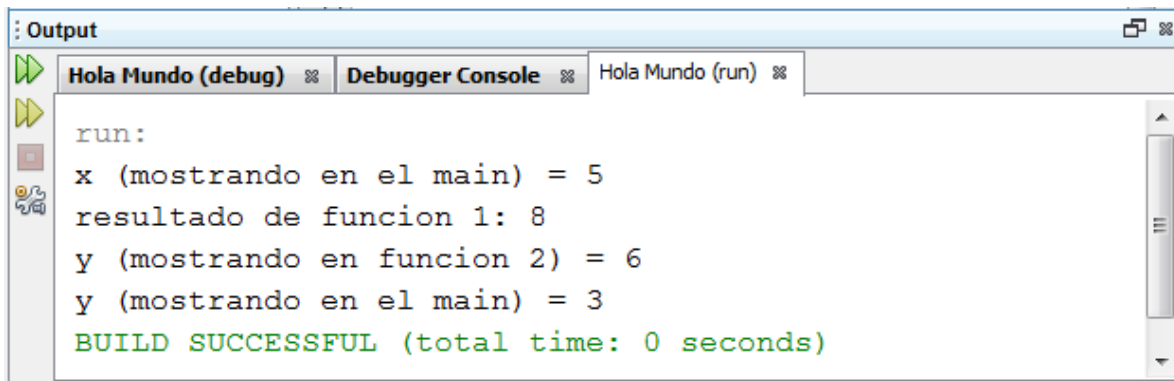 Output
Hola Mundo (debug) Debugger Console Hola Mundo (run)
run:
x (mostrando en el main) = 5
resultado de funcion 1: 8
y (mostrando en funcion 2) = 6
y (mostrando en el main) = 3
BUILD SUCCESSFUL (total time: 0 seconds)